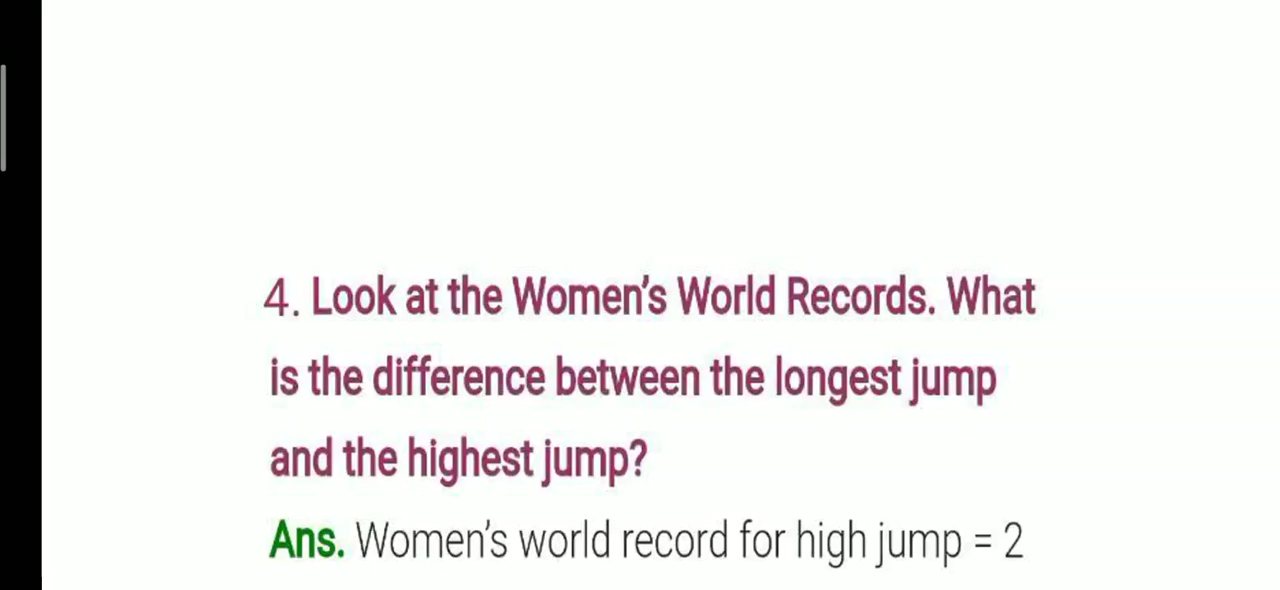 4. Look at the Women's World Records. What
is the difference between the longest jump
and the highest jump?
Ans. Women's world record for high jump = 2